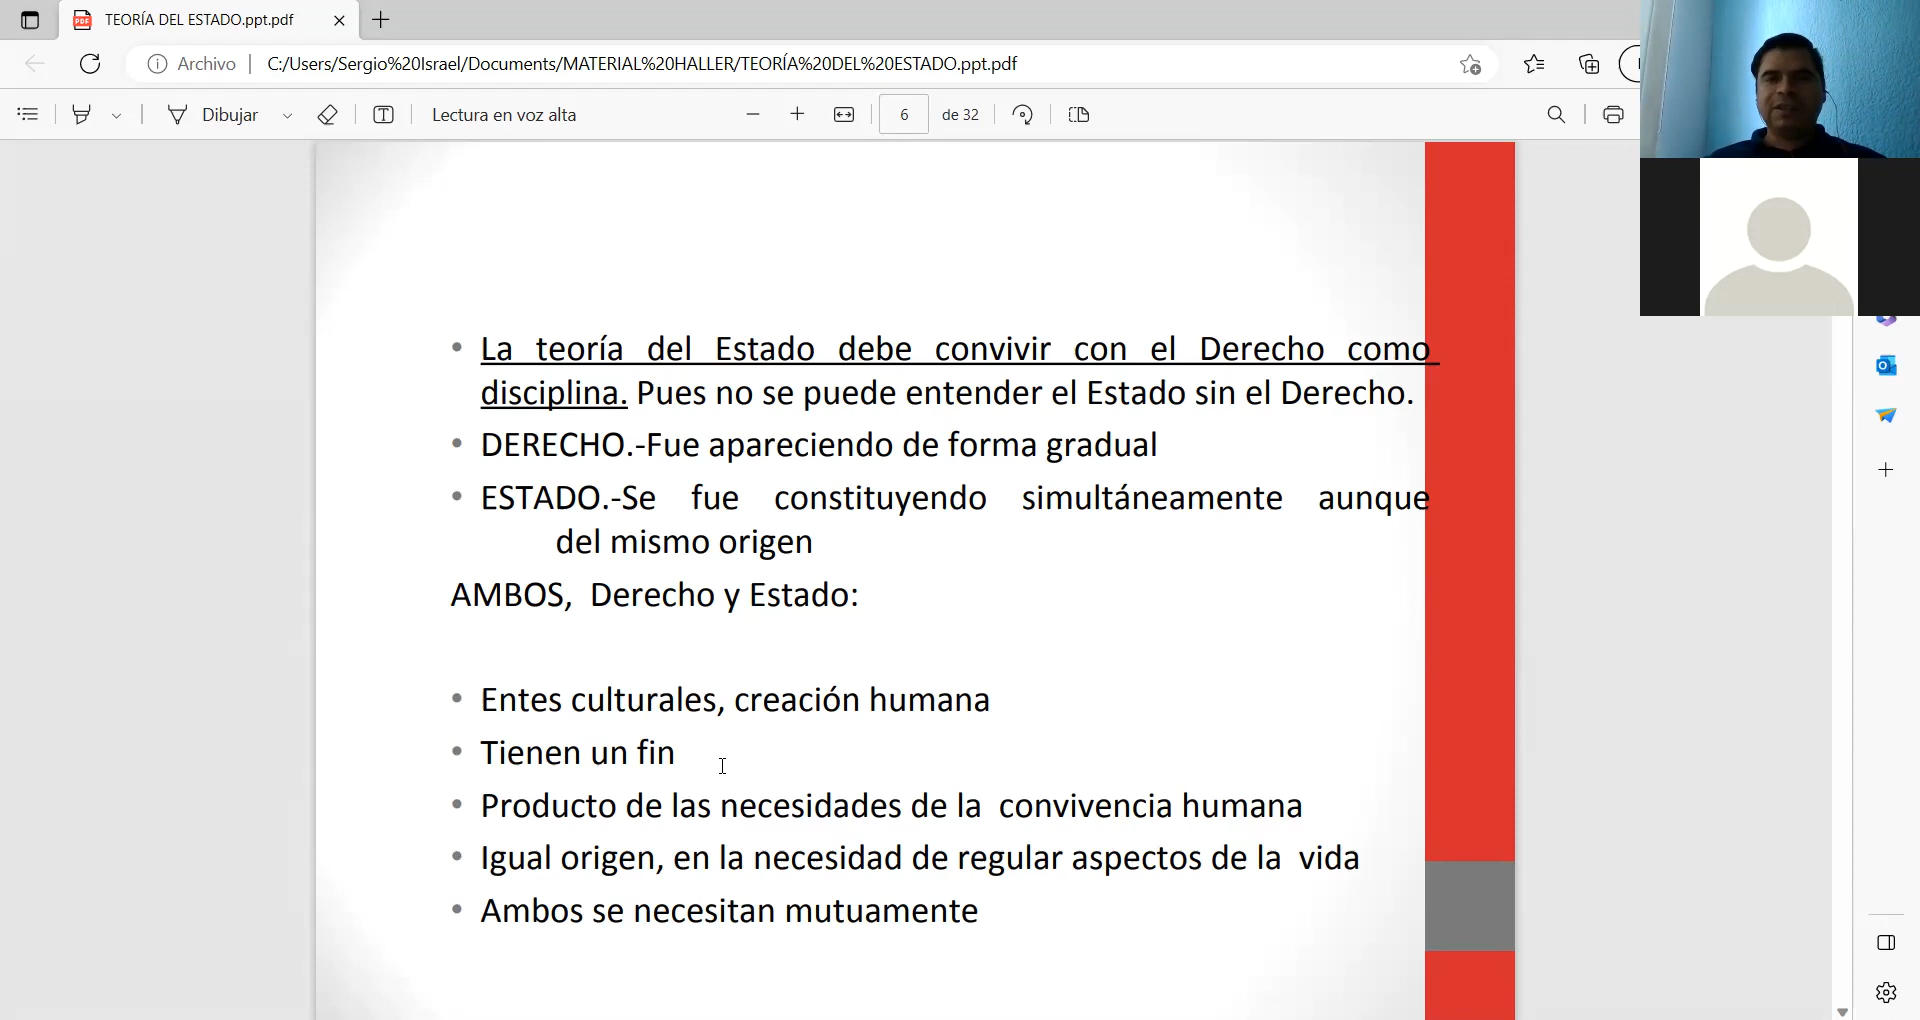 TEORÍA DEL ESTADO.ppt.pdf
Archivo
C:/Users/Sergio%20Israel/Documents/MATERIAL%20HALLER/TEORÍA%20DEL%20ESTADO.ppt.pdf
Dibujar
Lectura en voz alta
6
de 32
• La teoría del Estado debe convivir con el Derecho como
disciplina. Pues no se puede entender el Estado sin el Derecho.
• DERECHO.-Fue apareciendo de forma gradual
• ESTADO.-Se fue constituyendo simultáneamente aunque
del mismo origen
AMBOS,  Derecho y Estado:
• Entes culturales, creación humana
• Tienen un fin
• Producto de las necesidades de la  convivencia humana
• Igual origen, en la necesidad de regular aspectos de la  vida
• Ambos se necesitan mutuamente